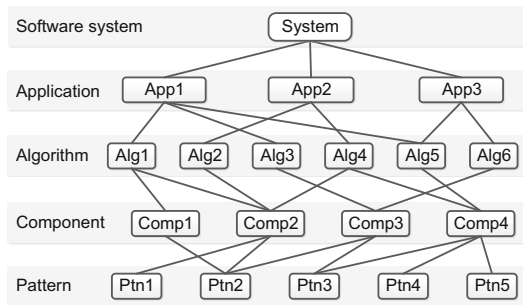 Software system System
Application App1 App2 App3
Algorithm Alg1 Alg2 Alg3 Alg4 Alg5 Alg6
Component Comp1 Comp2 Comp3 Comp4
Pattern Ptn1 Ptn2 Ptn3 Ptn4 Ptn5